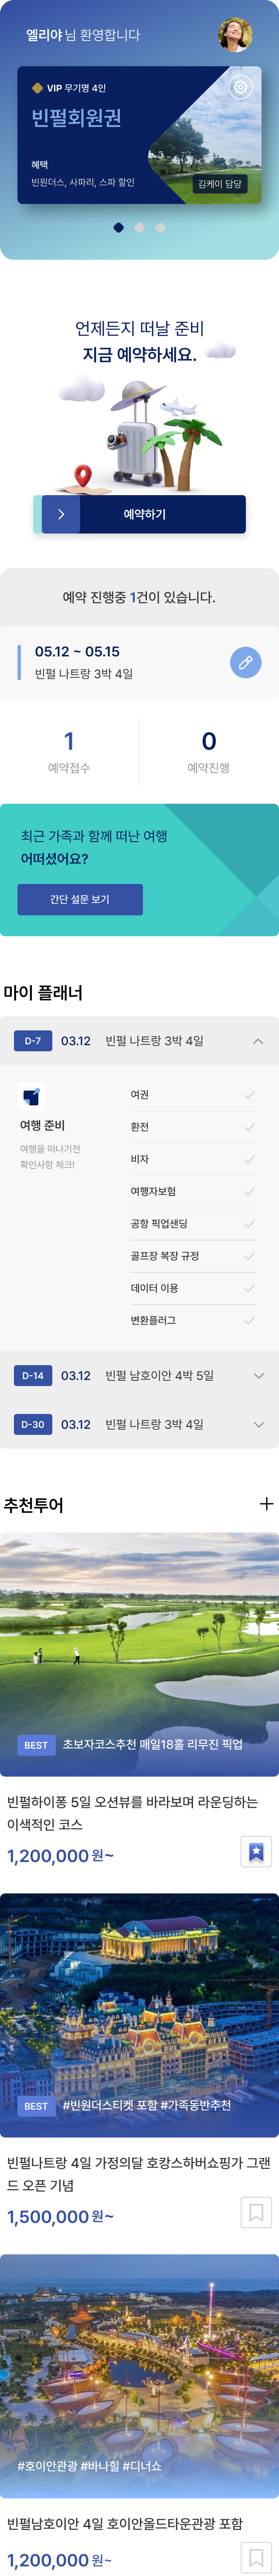 엘리야 님 환영합니다
VIP 무기명 4인
빈펄회원권
혜택
빈원더스, 사파리, 스파 할인
김케이 담당
언제든지 떠날 준비
지금 예약하세요.
예약하기
예약 진행중 1건이 있습니다.
05.12 ~ 05.15
빈펄 나트랑 3박 4일
1
예약접수
0
예약진행
최근 가족과 함께 떠난 여행
어떠셨어요?
간단 설문 보기
마이 플래너
D-7 03.12 빈펄 나트랑 3박 4일
여행 준비
여행을 떠나기전
확인사항 체크!
여권
환전
비자
여행자보험
공항 픽업샌딩
골프장 복장 규정
데이터 이용
변환플러그
D-14 03.12 빈펄 남호이안 4박 5일
D-30 03.12 빈펄 나트랑 3박 4일
추천투어
BEST 초보자코스추천 매일18홀 리무진 픽업
빈펄하이퐁 5일 오션뷰를 바라보며 라운딩하는
이색적인 코스
1,200,000 원~
BEST #빈원더스티켓 포함 #가족동반추천
빈펄나트랑 4일 가정의달 호캉스하버쇼핑가 그랜
드 오픈 기념
1,500,000 원~
#호이안관광 #바나힐 #디너쇼
빈펄남호이안 4일 호이안올드타운관광 포함
1,200,000 원~